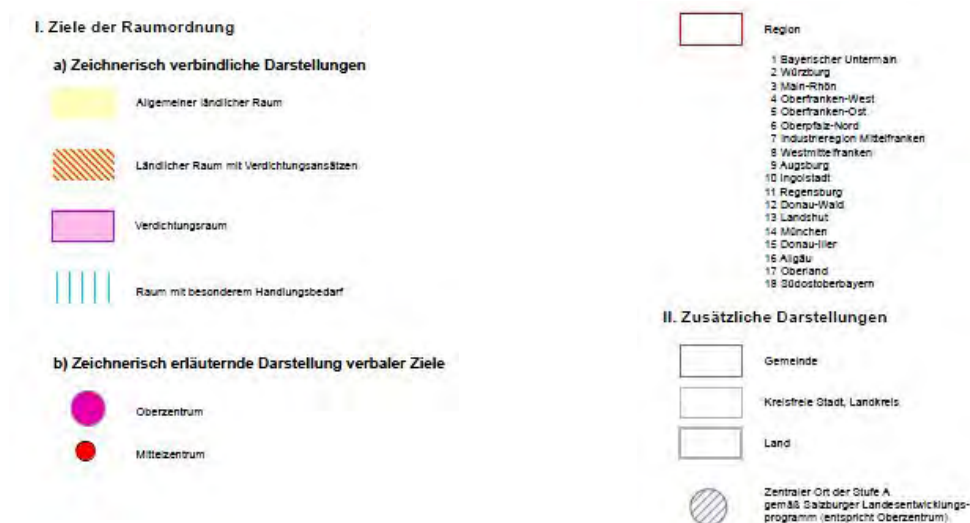 I. Ziele der Raumordnung
a) Zeichnerisch verbindliche Darstellungen
Allgemeiner ländlicher Raum
Ländlicher Raum mit Verdichtungsansätzen
Verdichtungsraum
Raum mit besonderem Handlungsbedarf
b) Zeichnerisch erläuternde Darstellung verbaler Ziele
Oberzentrum
Mittelzentrum
Region
1 Bayerischer Untermain
2 Würzburg
3 Main-Rhön
4 Oberfranken-West
5 Oberfranken-Ost
6 Oberpfalz-Nord
7 Industrieregion Mittelfranken
8 Westmittelfranken
9 Augsburg
10 Ingolstadt
11 Regensburg
12 Donau-Wald
13 Landshut
14 München
15 Donau-Iller
16 Allgäu
17 Oberland
18 Südostoberbayern
II. Zusätzliche Darstellungen
Gemeinde
Kreisfreie Stadt, Landkreis
Land
Zentraler Ort der Stufe A
gemäß Salzburger Landesentwicklungs-
programm (entspricht Oberzentrum)